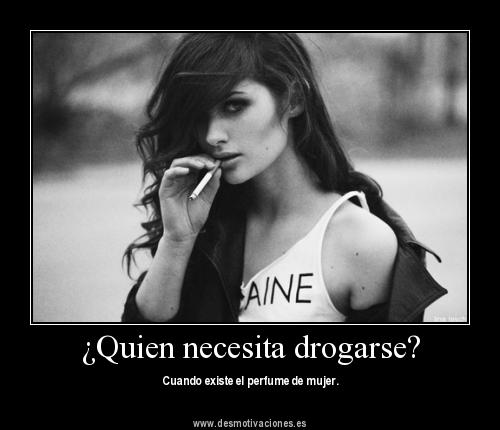 AINE
¿Quien necesita drogarse?
Cuando existe el perfume de mujer.
www.desmotivaciones.es